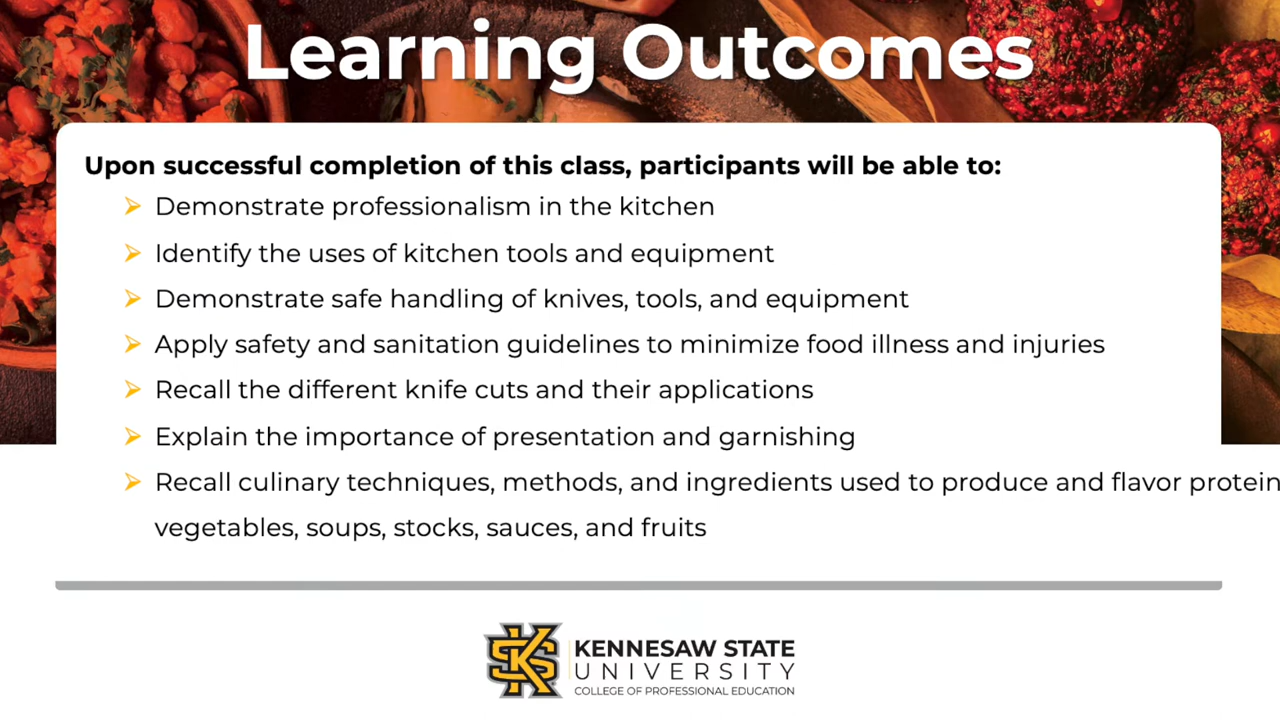 Learning Outcomes
Upon successful completion of this class, participants will be able to:
Demonstrate professionalism in the kitchen
Identify the uses of kitchen tools and equipment
Demonstrate safe handling of knives, tools, and equipment
Apply safety and sanitation guidelines to minimize food illness and injuries
Recall the different knife cuts and their applications
Explain the importance of presentation and garnishing
Recall culinary techniques, methods, and ingredients used to produce and flavor protein
vegetables, soups, stocks, sauces, and fruits
KS
KENNESAW STATE
UNIVERSITY
COLLEGE OF PROFESSIONAL EDUCATION